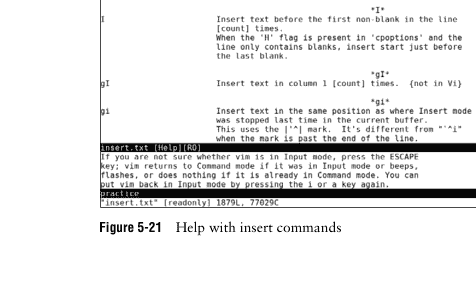 *I*
I Insert text before the first non-blank in the line
[count] times.
When the 'H' flag is present in 'cpoptions' and the
line only contains blanks, insert start just before
the last blank.
*gI*
gI Insert text in column 1 [count] times. {not in Vi}
*gi*
gi Insert text in the same position as where Insert mode
was stopped last time in the current buffer.
This uses the |'^| mark. It's different from "`^i"
when the mark is past the end of the line.
insert.txt [Help][RO]
If you are not sure whether vim is in Input mode, press the ESCAPE
key; vim returns to Command mode if it was in Input mode or beeps,
flashes, or does nothing if it is already in Command mode. You can
put vim back in Input mode by pressing the i or a key again.
practice
"insert.txt" [readonly] 1879L, 77029C
Figure 5-21 Help with insert commands